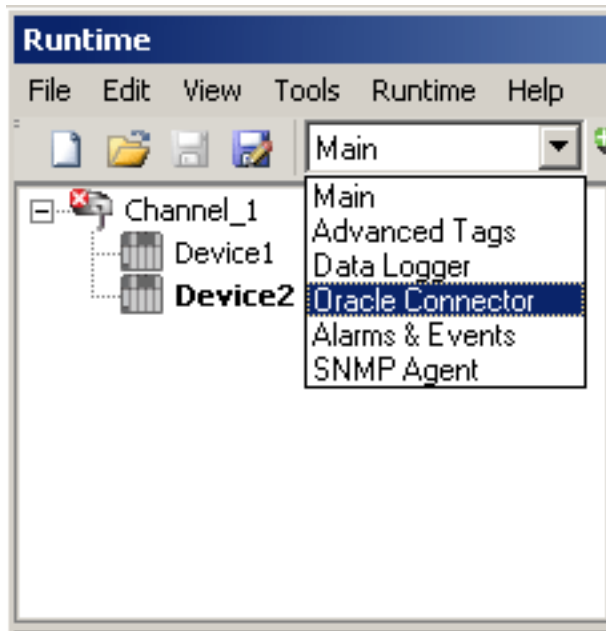 Runtime
File Edit View Tools Runtime Help
Main
Channel_1
Device1
Device2
Main
Advanced Tags
Data Logger
Oracle Connector
Alarms & Events
SNMP Agent